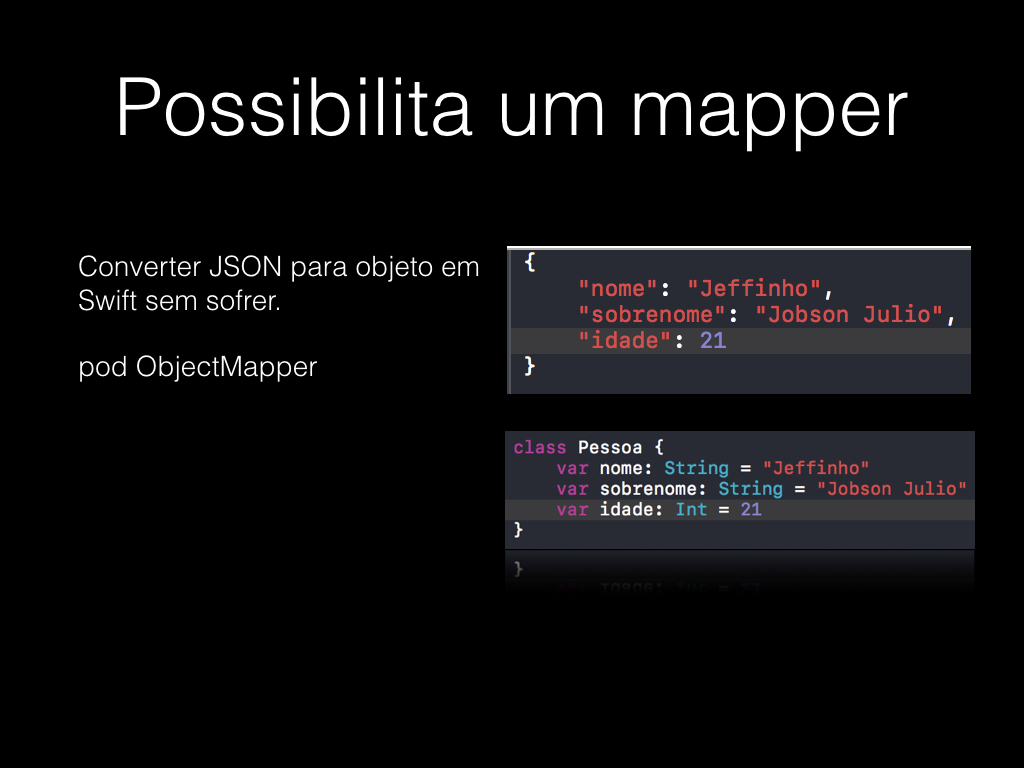 Possibilita um mapper
Converter JSON para objeto em
Swift sem sofrer.
pod ObjectMapper
{
    "nome": "Jeffinho",
    "sobrenome": "Jobson Julio",
    "idade": 21
}
class Pessoa {
    var nome: String = "Jeffinho"
    var sobrenome: String = "Jobson Julio"
    var idade: Int = 21
}